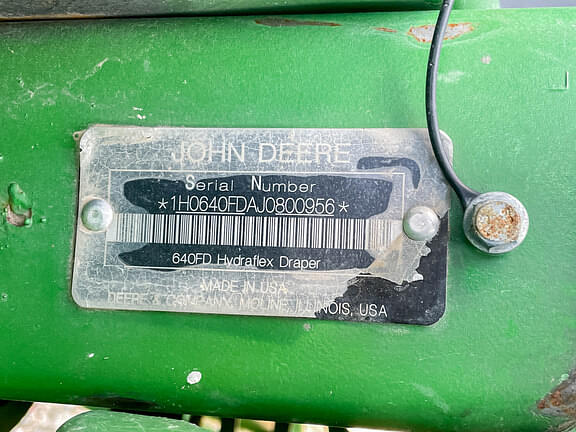 JOHN DEERE
Serial Number
*1H0640FDAJ0800956*
640FD Hydraflex Draper
MADE IN USA
DEERE & COMPANY, MOLINE, ILLINOIS, USA